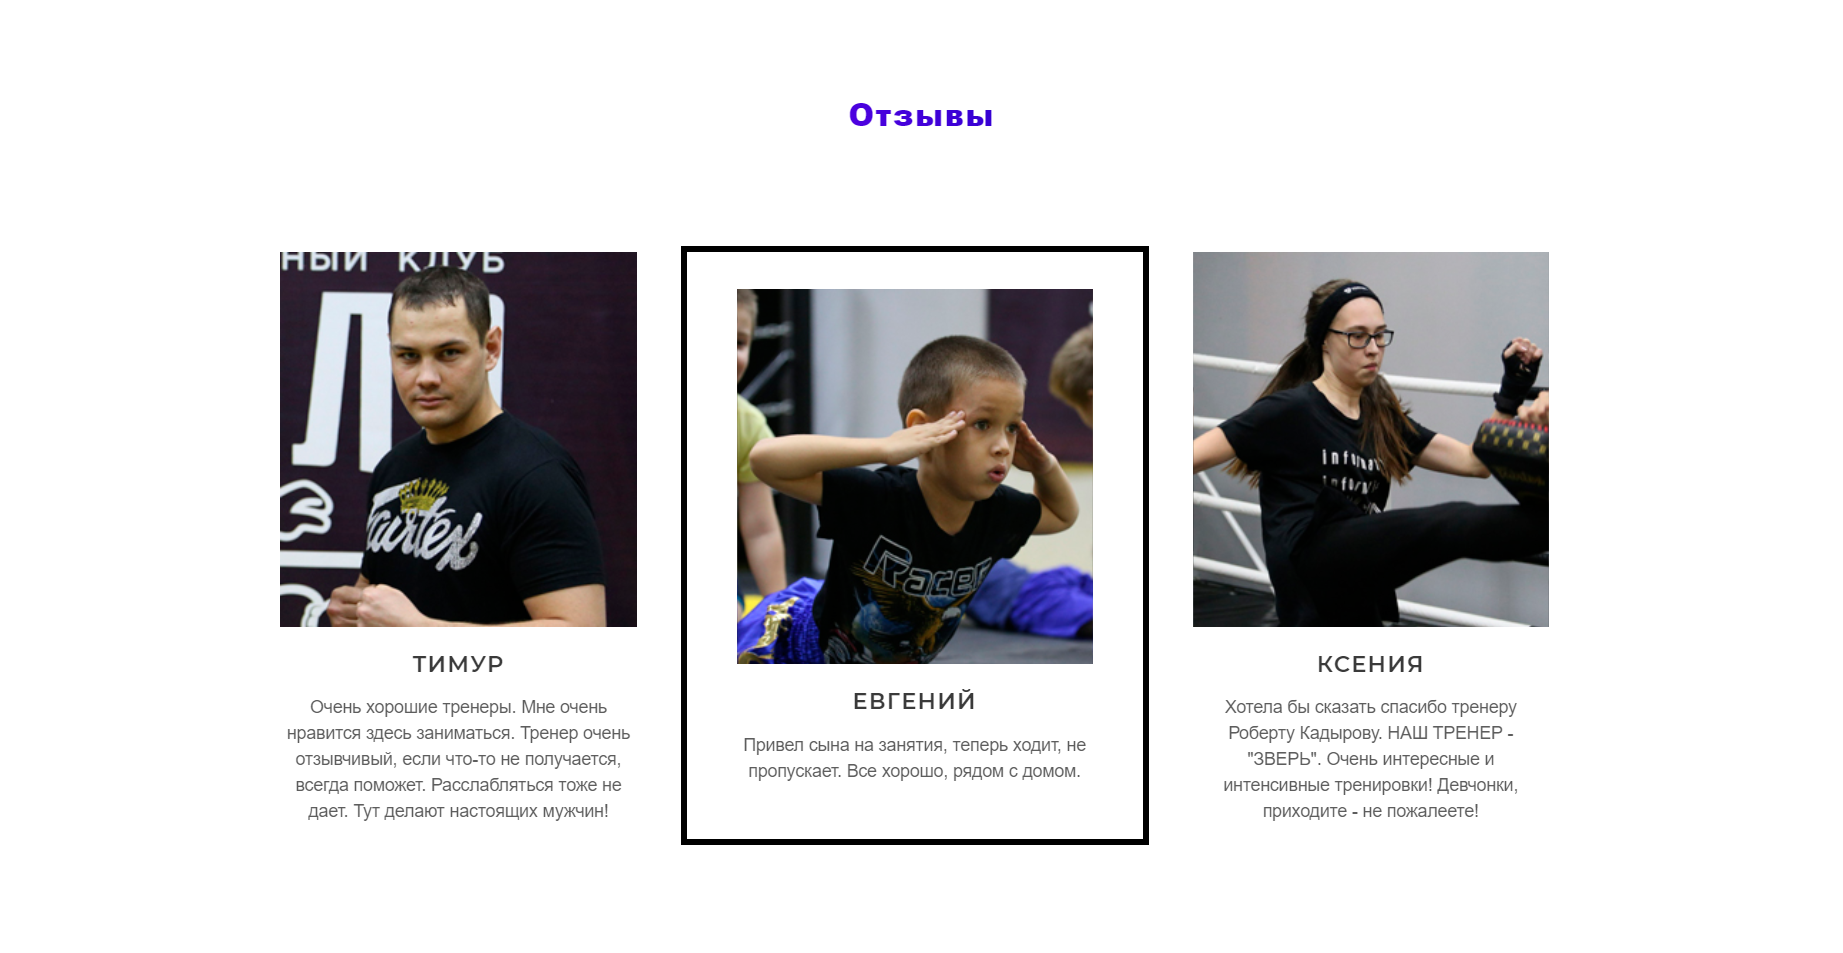 Отзывы
НЫЙ КЛУБ
Л
Fairtex
ТИМУР
Очень хорошие тренеры. Мне очень
нравится здесь заниматься. Тренер очень
отзывчивый, если что-то не получается,
всегда поможет. Расслабляться тоже не
дает. Тут делают настоящих мужчин!
Racer
ЕВГЕНИЙ
Привел сына на занятия, теперь ходит, не
пропускает. Все хорошо, рядом с домом.
КСЕНИЯ
Хотела бы сказать спасибо тренеру
Роберту Кадырову. НАШ ТРЕНЕР -
"ЗВЕРЬ". Очень интересные и
интенсивные тренировки! Девчонки,
приходите - не пожалеете!